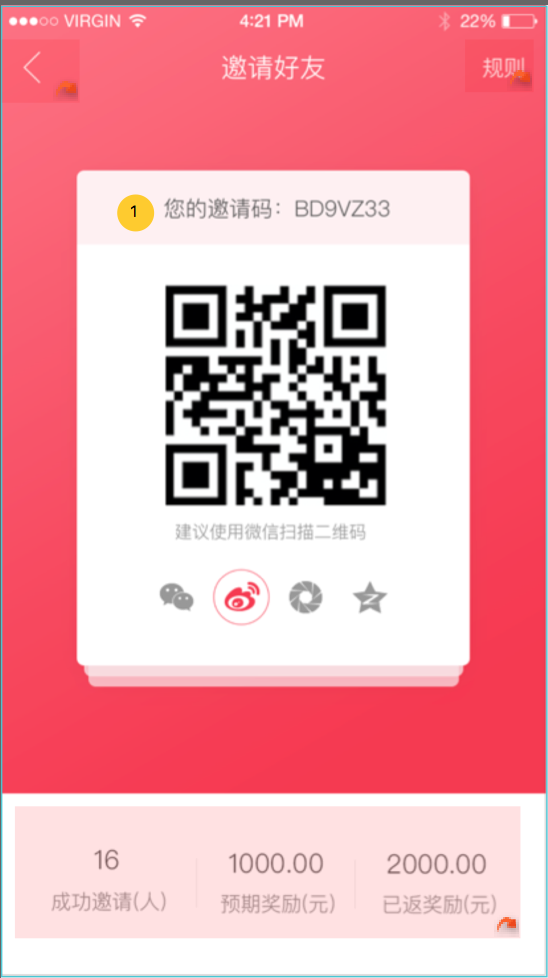 VIRGIN 4:21 PM 22%
邀请好友 规则
1 您的邀请码：BD9VZ33
建议使用微信扫描二维码
16 1000.00 2000.00
成功邀请(人) 预期奖励(元) 已返奖励(元)